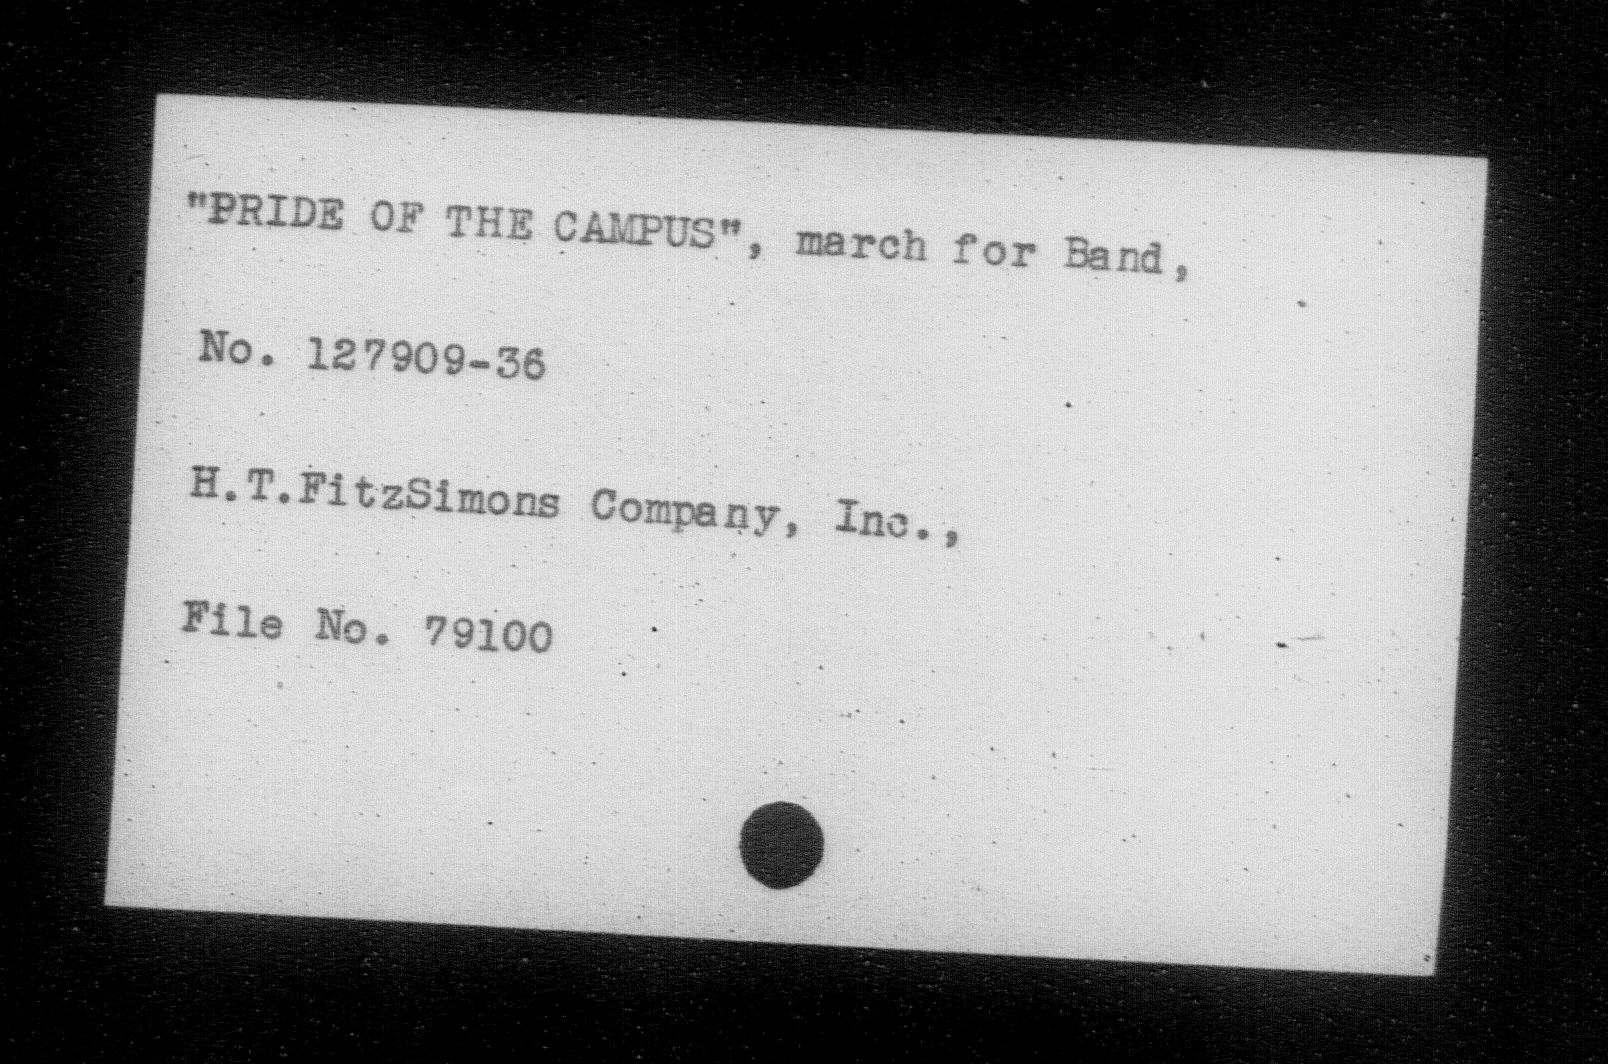 "PRIDE OF THE CAMPUS", march for Band,
No. 127909-36
H.T.FitzSimons Company, Inc.,
File No. 79100